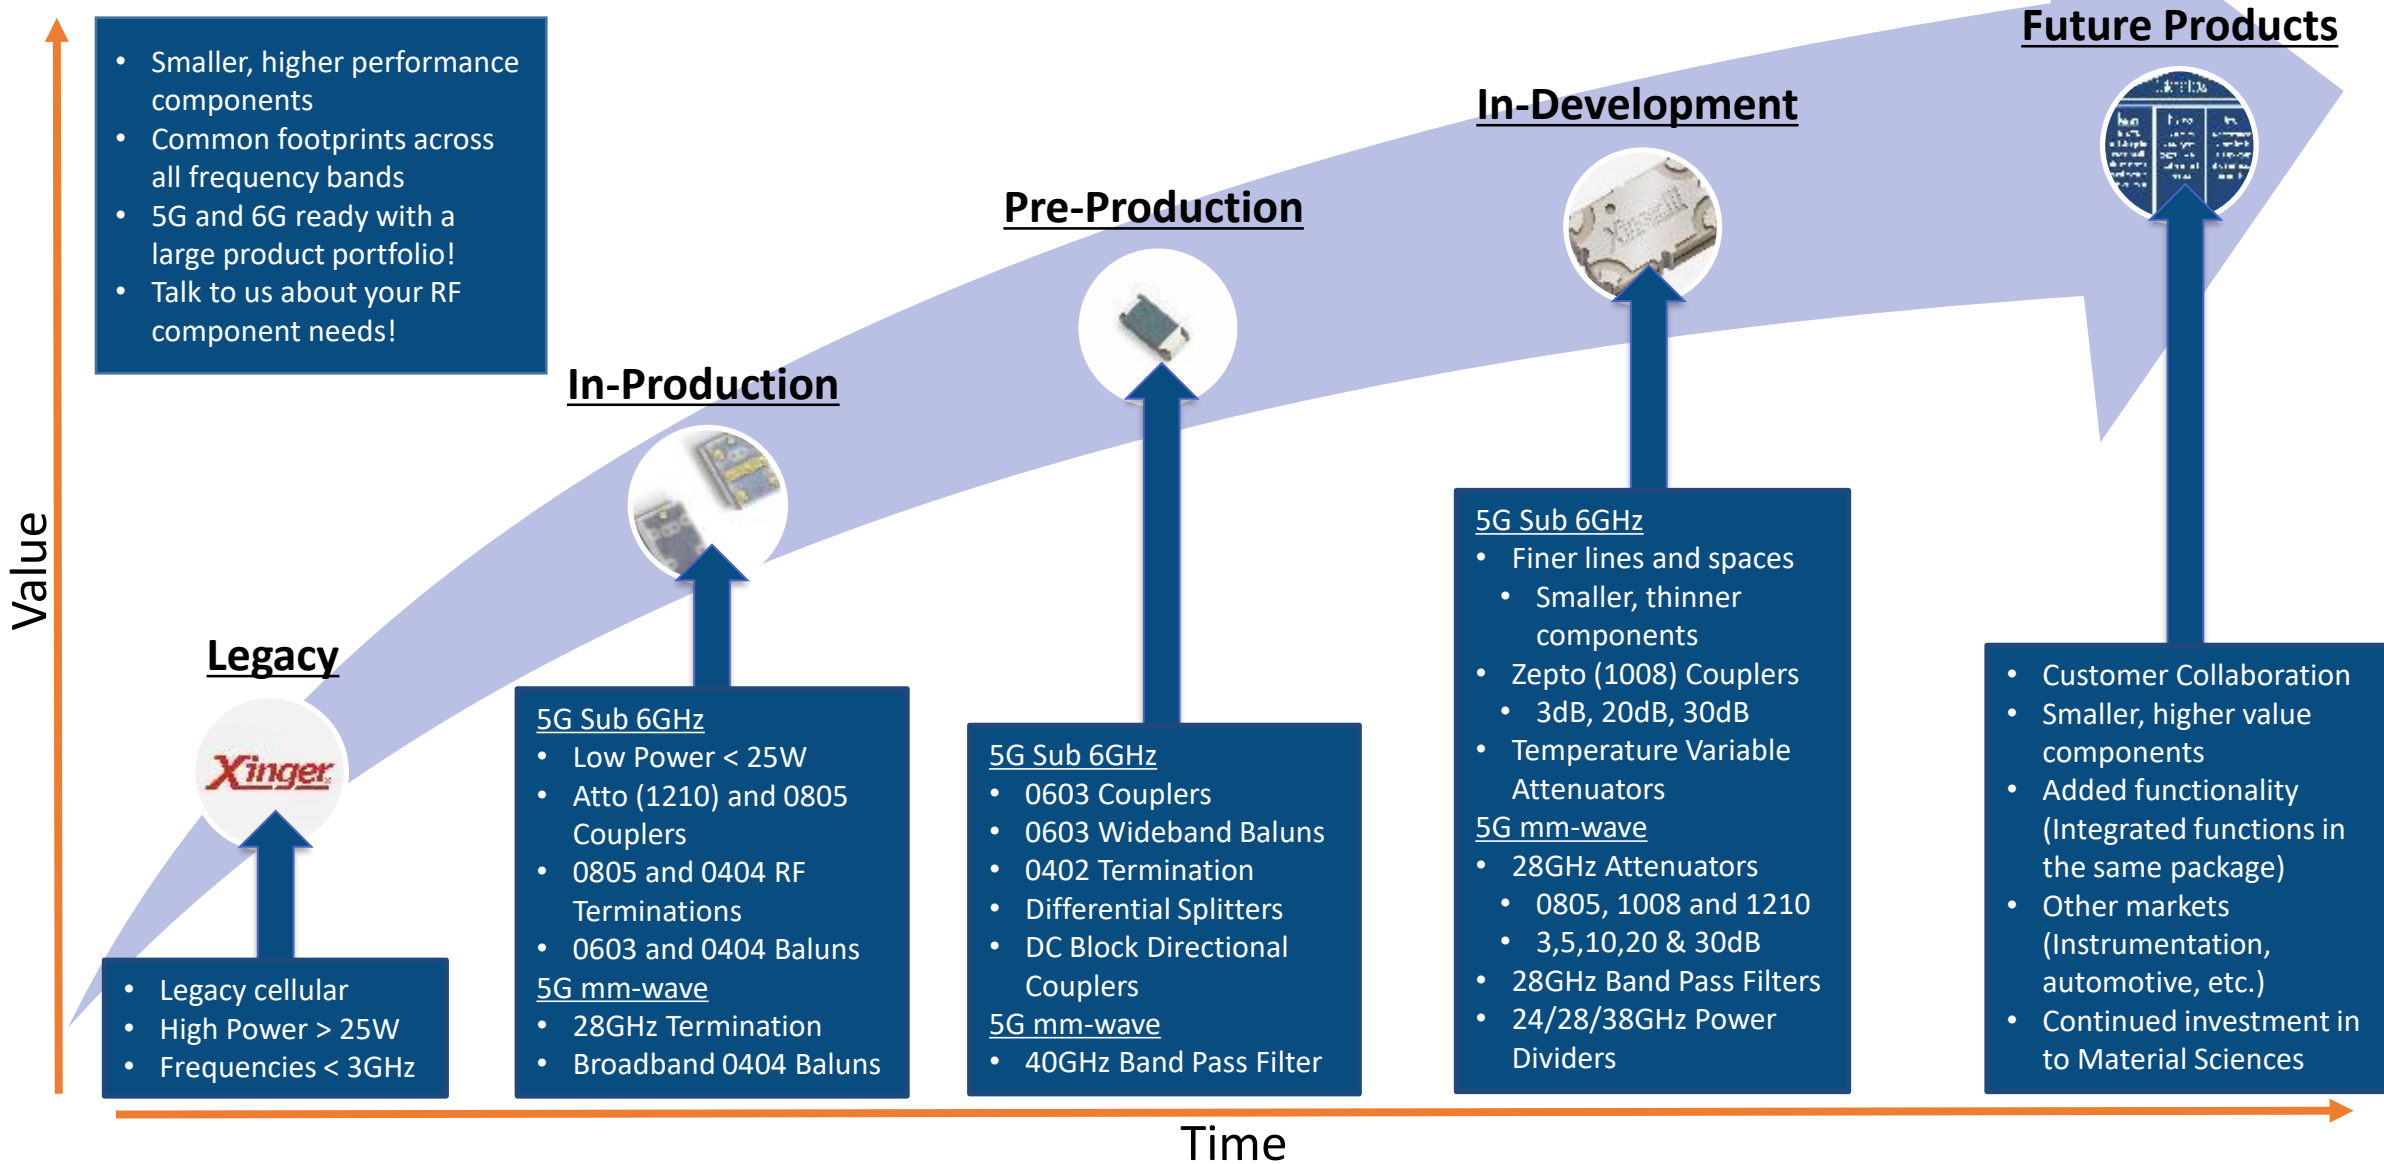 Future Products
• Smaller, higher performance
components
• Common footprints across
all frequency bands
• 5G and 6G ready with a
large product portfolio!
• Talk to us about your RF
component needs!
In-Development
Pre-Production
In-Production
Legacy
Value
Xinger
• Legacy cellular
• High Power > 25W
• Frequencies < 3GHz
5G Sub 6GHz
• Low Power < 25W
• Atto (1210) and 0805
Couplers
• 0805 and 0404 RF
Terminations
• 0603 and 0404 Baluns
5G mm-wave
• 28GHz Termination
• Broadband 0404 Baluns
5G Sub 6GHz
• 0603 Couplers
• 0603 Wideband Baluns
• 0402 Termination
• Differential Splitters
• DC Block Directional
Couplers
5G mm-wave
• 40GHz Band Pass Filter
5G Sub 6GHz
• Finer lines and spaces
• Smaller, thinner
components
• Zepto (1008) Couplers
• 3dB, 20dB, 30dB
• Temperature Variable
Attenuators
5G mm-wave
• 28GHz Attenuators
• 0805, 1008 and 1210
• 3,5,10,20 & 30dB
• 28GHz Band Pass Filters
• 24/28/38GHz Power
Dividers
• Customer Collaboration
• Smaller, higher value
components
• Added functionality
(Integrated functions in
the same package)
• Other markets
(Instrumentation,
automotive, etc.)
• Continued investment in
to Material Sciences
Time